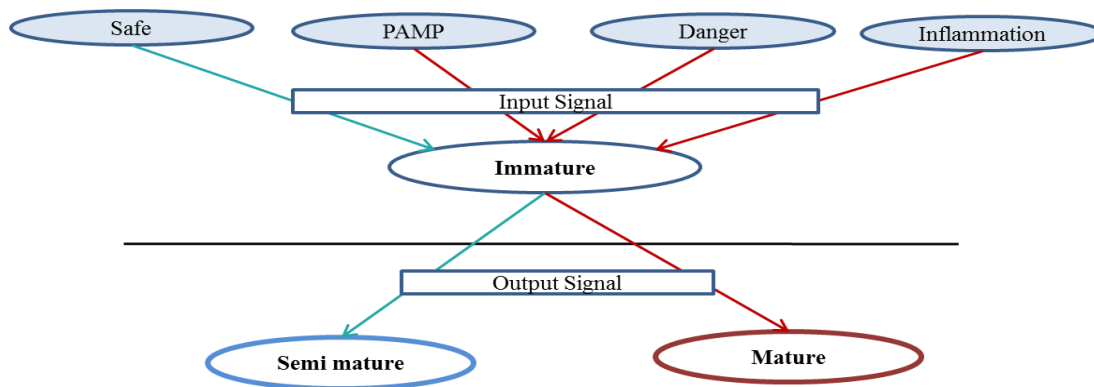 Safe
PAMP
Danger
Inflammation
Input Signal
Immature
Output Signal
Semi mature
Mature